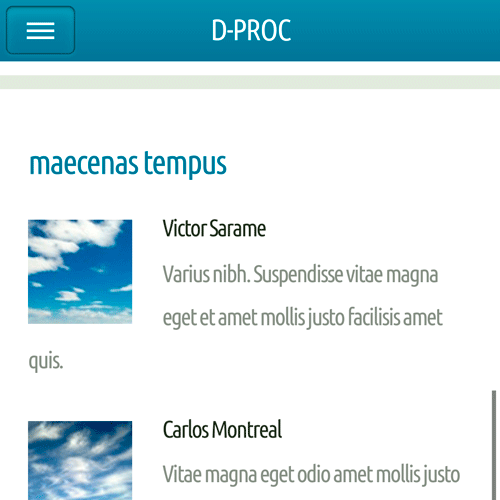 D-PROC
maecenas tempus
Victor Sarame
Varius nibh. Suspendisse vitae magna
eget et amet mollis justo facilisis amet
quis.
Carlos Montreal
Vitae magna eget odio amet mollis justo